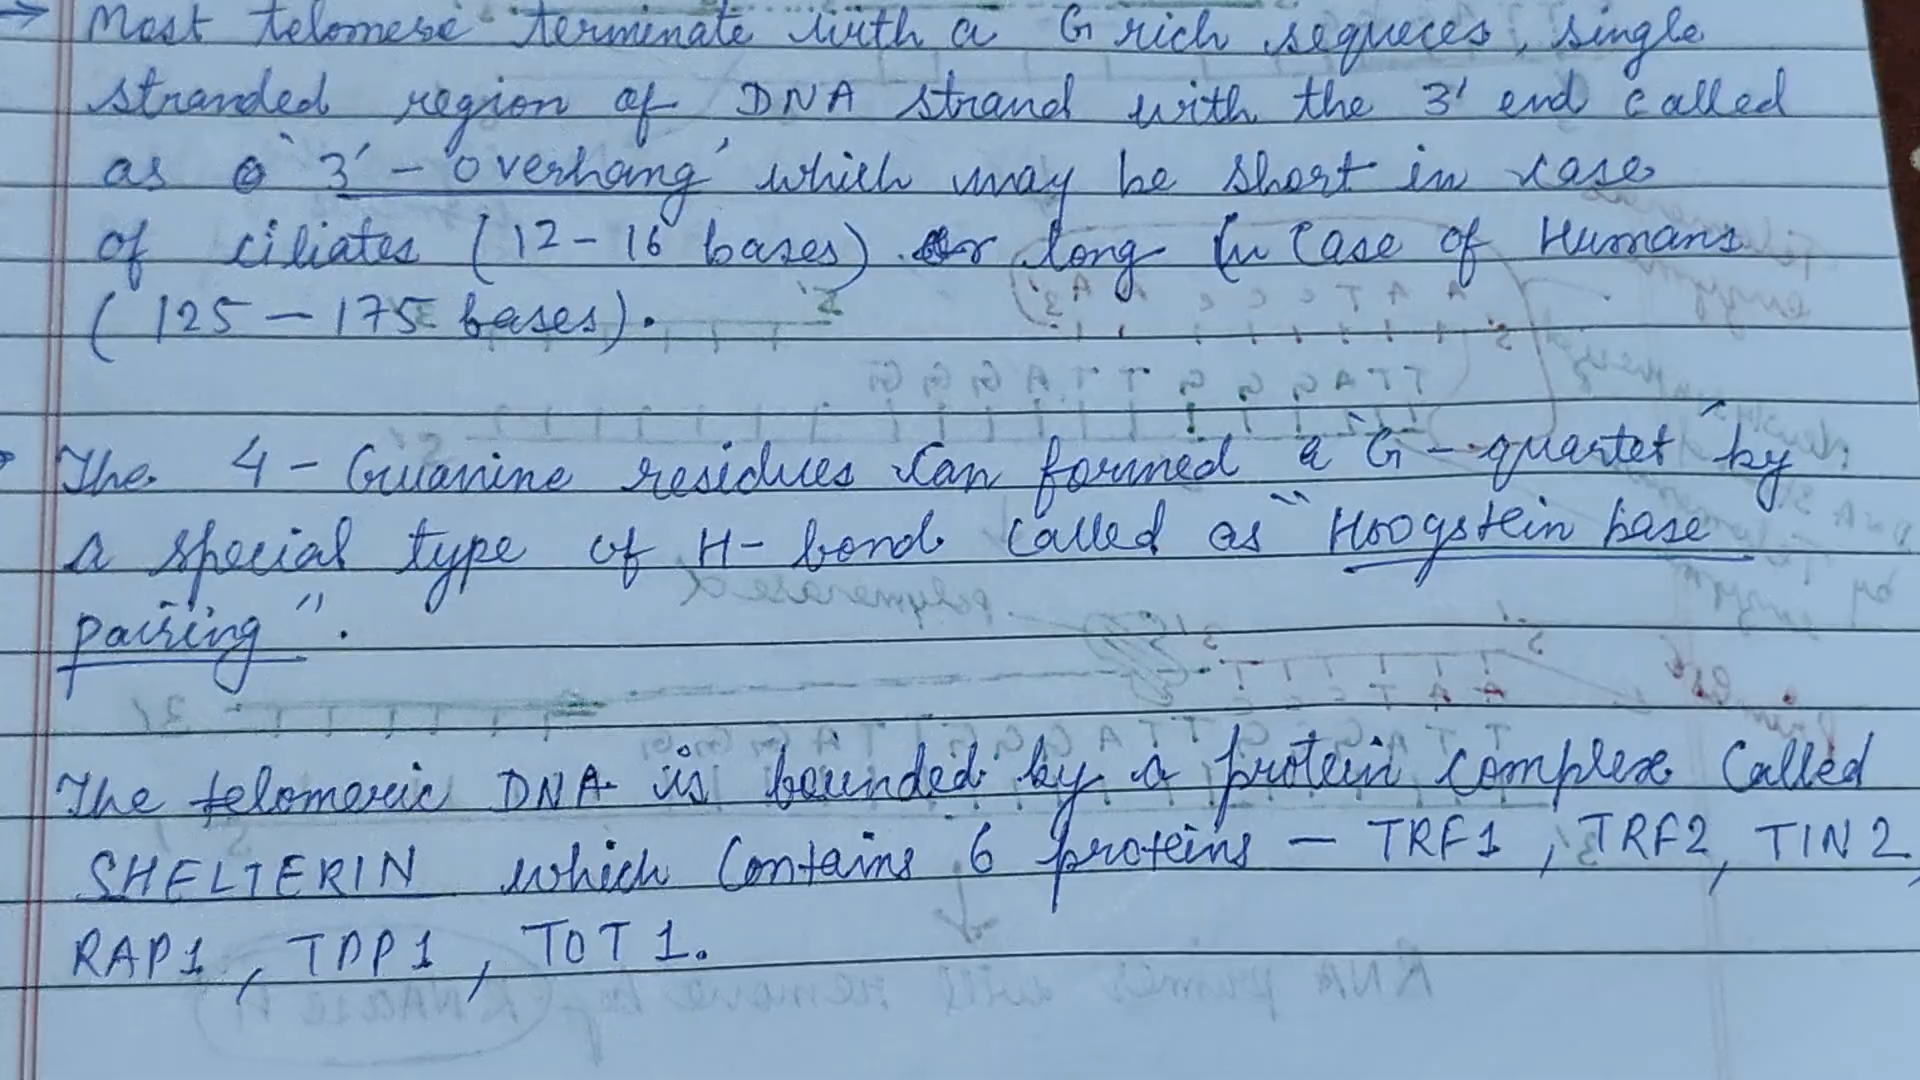 → Most telomere terminate with a G rich sequeces, single
stranded region of DNA strand with the 3' end called
as 3' - 'overhang' which may be short in case
of ciliates (12 - 16 bases) or long in case of Humans
(125 - 175 bases).
The 4 - Guanine residues can formed a G - quartet by
a special type of H - bond called as "Hoogstein base
pairing".
The telomeric DNA is bounded by a protein complex called
SHELTERIN which contains 6 proteins - TRF1, TRF2, TIN2,
RAP1, TPP1, TOT1.